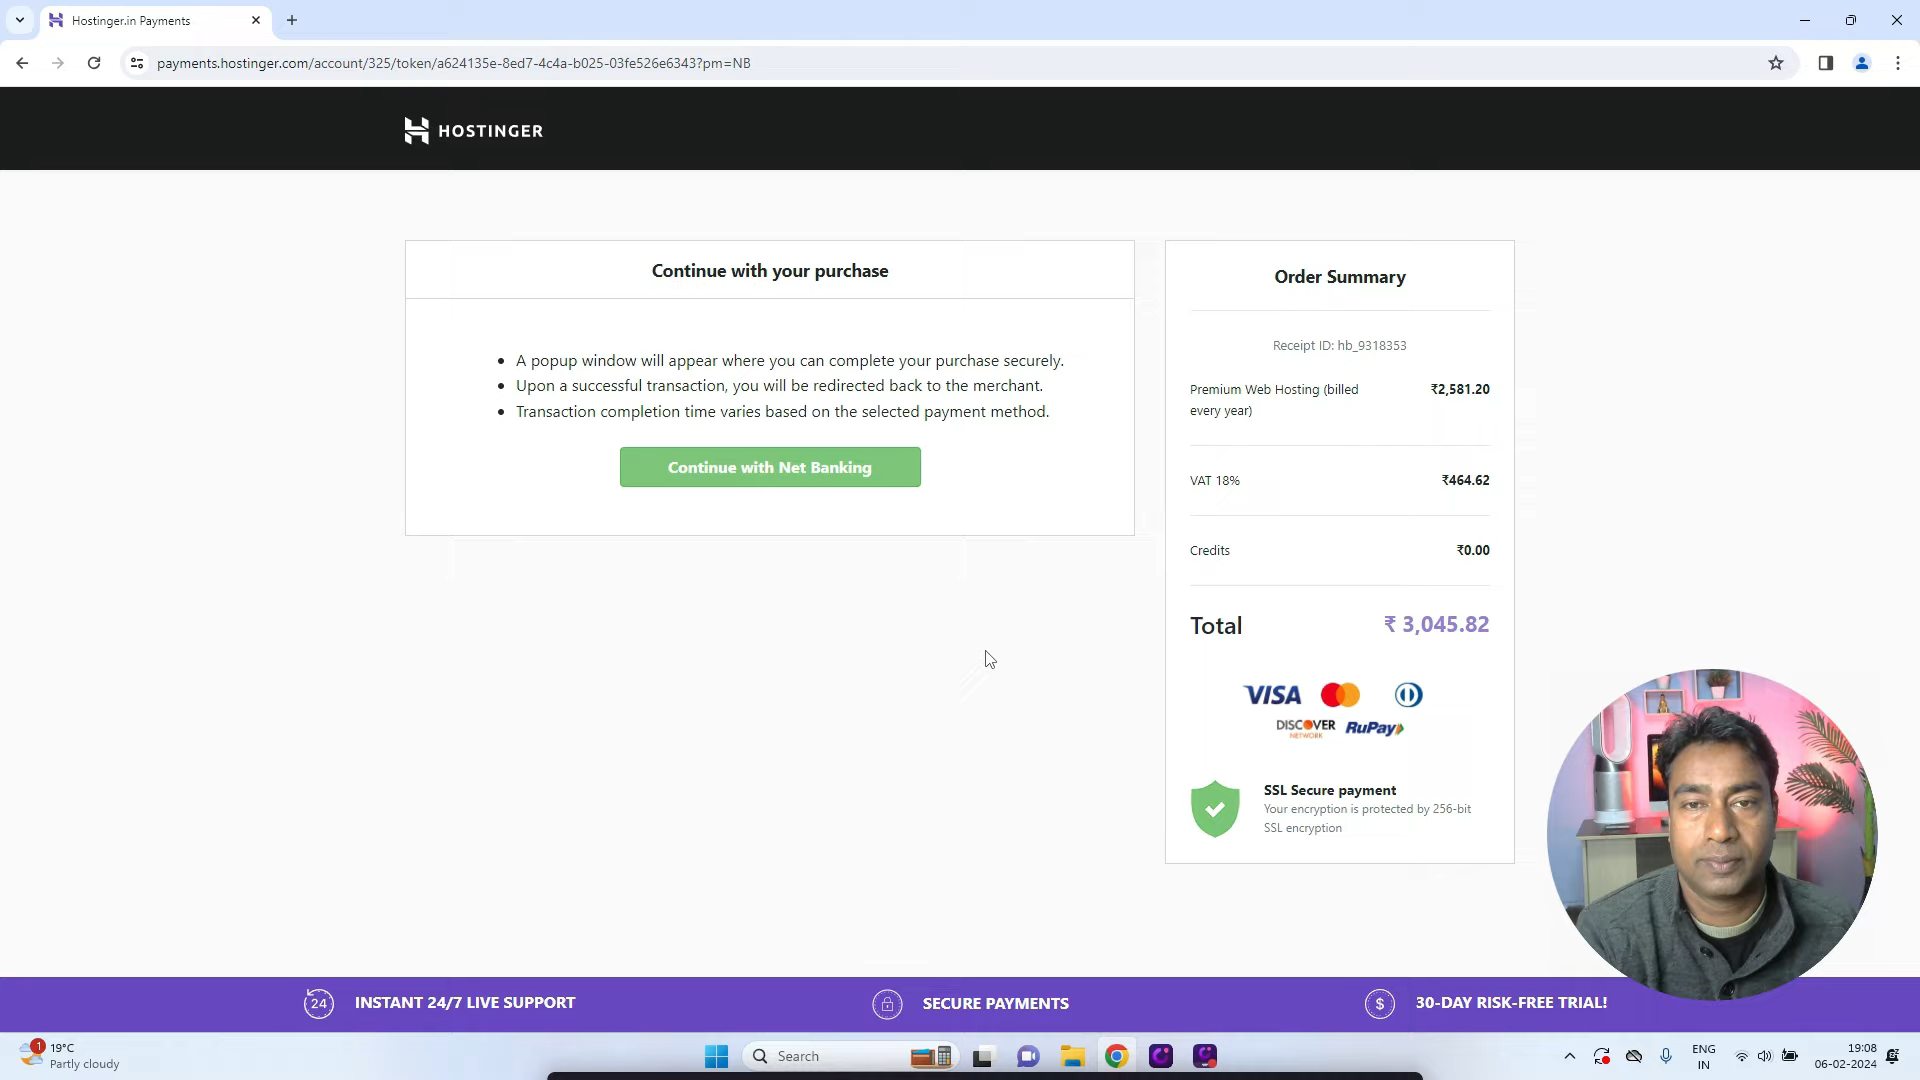 Hostinger.in Payments
payments.hostinger.com/account/325/token/a624135e-8ed7-4c4a-b025-03fe526e6343?pm=NB
HOSTINGER
Continue with your purchase
A popup window will appear where you can complete your purchase securely.
Upon a successful transaction, you will be redirected back to the merchant.
Transaction completion time varies based on the selected payment method.
Continue with Net Banking
Order Summary
Receipt ID: hb_9318353
Premium Web Hosting (billed ₹2,581.20
every year)
VAT 18% ₹464.62
Credits ₹0.00
Total ₹ 3,045.82
VISA
DISCOVER RuPay
NETWORK
SSL Secure payment
Your encryption is protected by 256-bit
SSL encryption
24 INSTANT 24/7 LIVE SUPPORT
SECURE PAYMENTS
$ 30-DAY RISK-FREE TRIAL!
1 19°C
Partly cloudy
Search
ENG
IN
19:08
06-02-2024